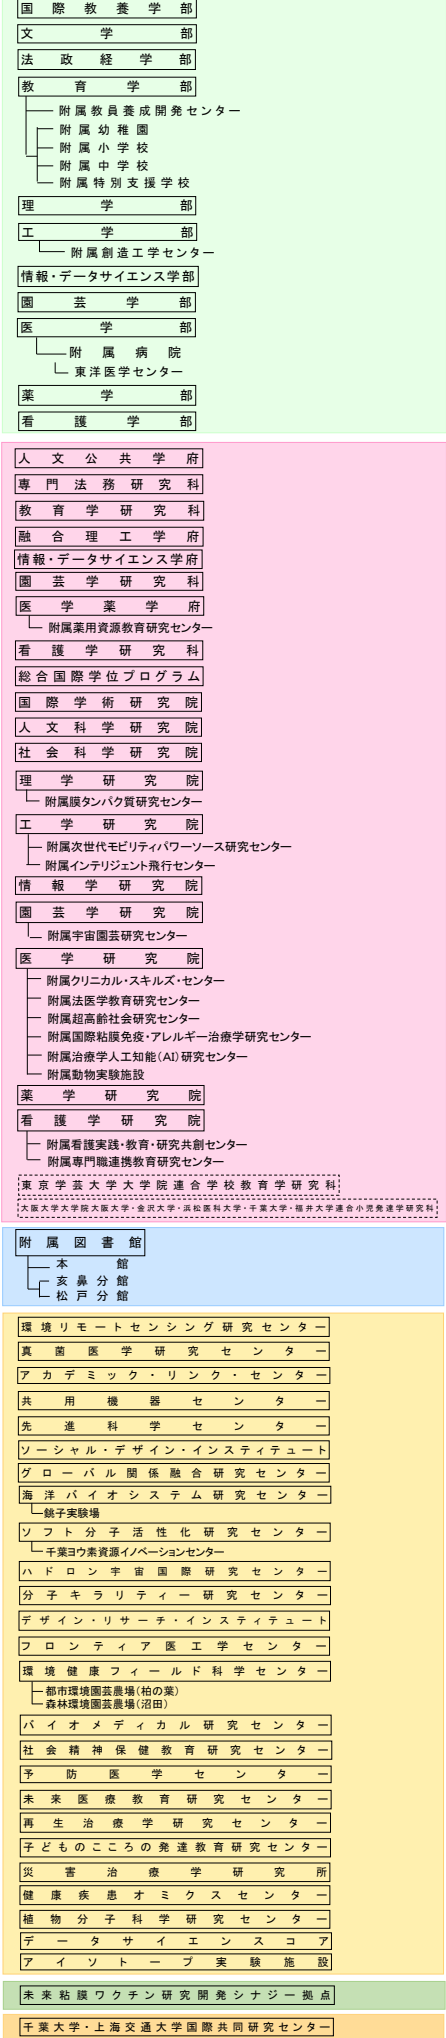 国際教養学部
文学部
法政経学部
教育学部
附属教員養成開発センター
附属幼稚園
附属小学校
附属中学校
附属特別支援学校
理学部
工学部
附属創造工学センター
情報・データサイエンス学部
園芸学部
医学部
附属病院
東洋医学センター
薬学部
看護学部
人文公共学府
専門法務研究科
教育学研究科
融合理工学府
情報・データサイエンス学府
園芸学研究科
医学薬学府
附属薬用資源教育研究センター
看護学研究科
総合国際学位プログラム
国際学術研究院
人文科学研究院
社会科学研究院
理学研究院
附属膜タンパク質研究センター
工学研究院
附属次世代モビリティパワーソース研究センター
附属インテリジェント飛行センター
情報学研究院
園芸学研究院
附属宇宙園芸研究センター
医学研究院
附属クリニカル・スキルズ・センター
附属法医学教育研究センター
附属超高齢社会研究センター
附属国際粘膜免疫・アレルギー治療学研究センター
附属治療学人工知能(AI)研究センター
附属動物実験施設
薬学研究院
看護学研究院
附属看護実践・教育・研究共創センター
附属専門職連携教育研究センター
東京学芸大学大学院連合学校教育学研究科
大阪大学大学院大阪大学・金沢大学・浜松医科大学・千葉大学・福井大学連合小児発達学研究科
附属図書館
本館
亥鼻分館
松戸分館
環境リモートセンシング研究センター
真菌医学研究センター
アカデミック・リンク・センター
共用機器センター
先進科学センター
ソーシャル・デザイン・インスティテュート
グローバル関係融合研究センター
海洋バイオシステム研究センター
銚子実験場
ソフト分子活性化研究センター
千葉ヨウ素資源イノベーションセンター
ハドロン宇宙国際研究センター
分子キラリティー研究センター
デザイン・リサーチ・インスティテュート
フロンティア医工学センター
環境健康フィールド科学センター
都市環境園芸農場(柏の葉)
森林環境園芸農場(沼田)
バイオメディカル研究センター
社会精神保健教育研究センター
予防医学センター
未来医療教育研究センター
再生治療学研究センター
子どものこころの発達教育研究センター
災害治療学研究所
健康疾患オミクスセンター
植物分子科学研究センター
データサイエンスコア
アイソトープ実験施設
未来粘膜ワクチン研究開発シナジー拠点
千葉大学・上海交通大学国際共同研究センター